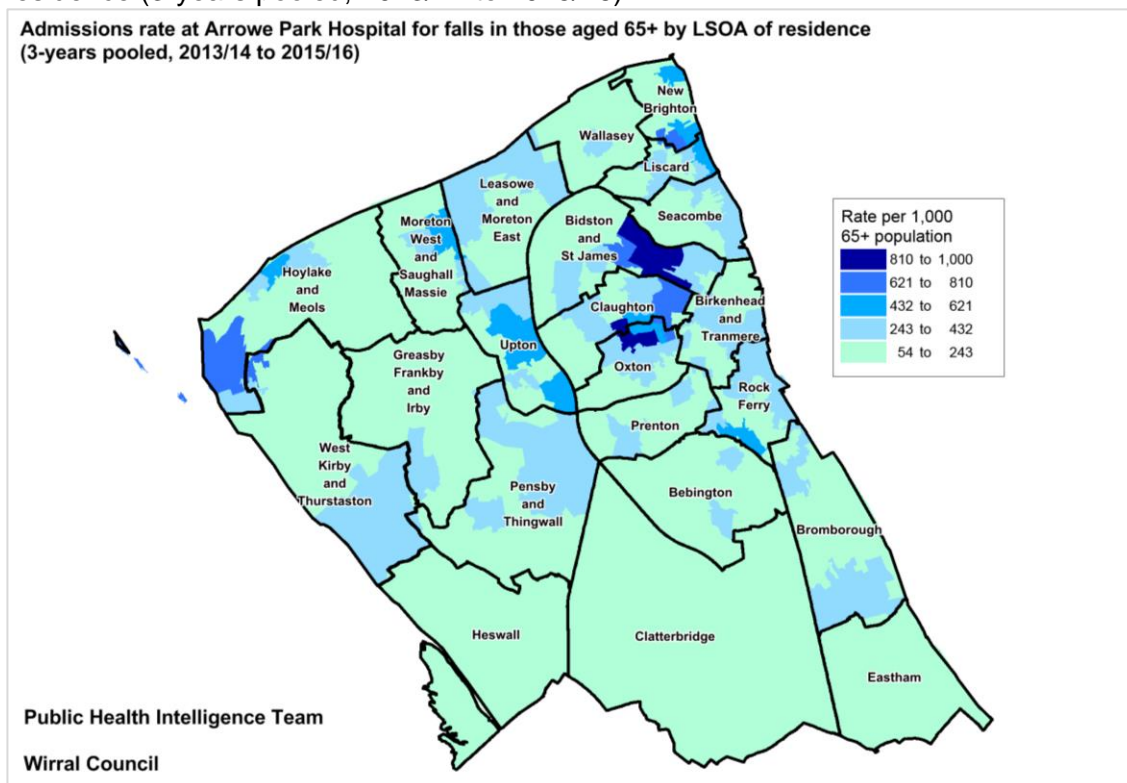 Admissions rate at Arrowe Park Hospital for falls in those aged 65+ by LSOA of residence
(3-years pooled, 2013/14 to 2015/16)
New
Brighton
Wallasey
Liscard
Leasowe
and
Moreton
East
Seacombe
Bidston
and
St James
Moreton
West
and
Saughall
Massie
Hoylake
and
Meols
Claughton
Birkenhead
and
Tranmere
Upton
Greasby
Frankby
and
Irby
Oxton
Rock
Ferry
Prenton
West
Kirby
and
Thurstaston
Pensby
and
Thingwall
Bebington
Bromborough
Heswall
Clatterbridge
Eastham
Rate per 1,000
65+ population
810 to 1,000
621 to 810
432 to 621
243 to 432
54 to 243
Public Health Intelligence Team
Wirral Council